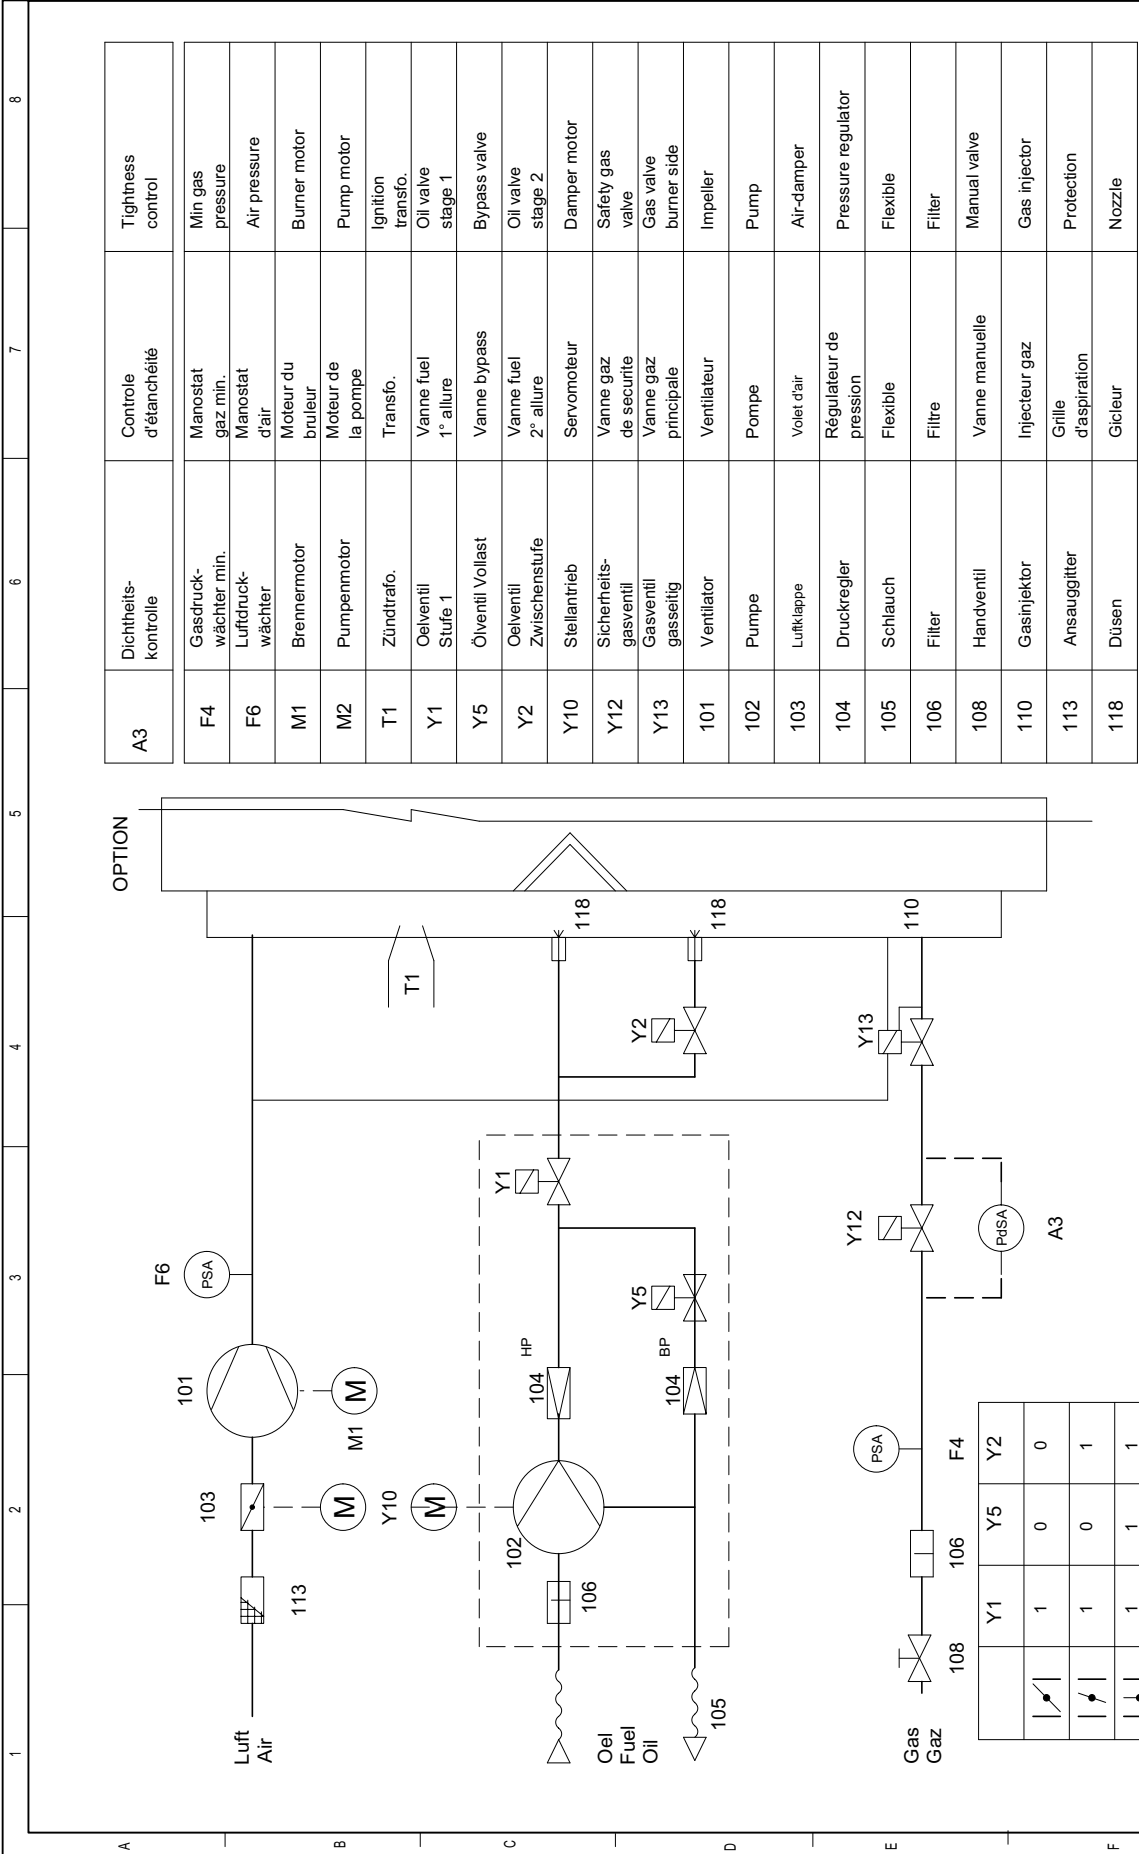 1 2 3 4 5 6 7 8
A
B
C
D
E
F
Luft
Air
113
103
101
F6
PSA
M
M
M1
Y10
M
T1
OPTION
Oel
Fuel
Oil
105
106
102
104
HP
104
BP
Y5
Y1
Y2
118
118
Gas
Gaz
108
106
F4
PSA
Y12
PdSA
A3
Y13
110
Y1 Y5 Y2
1 0 0
1 0 1
1 1 1
A3 Dichtheits- Controle Tightness
kontrolle d'étanchéité control
F4 Gasdruck- Manostat Min gas
wächter min. gaz min. pressure
F6 Luftdruck- Manostat Air pressure
wächter d'air
M1 Brennermotor Moteur du Burner motor
bruleur
M2 Pumpenmotor Moteur de Pump motor
la pompe
T1 Zündtrafo. Transfo. Ignition
transfo.
Y1 Oelventil Vanne fuel Oil valve
Stufe 1 1° allure stage 1
Y5 Ölventil Vollast Vanne bypass Bypass valve
Y2 Oelventil Vanne fuel Oil valve
Zwischenstufe 2° allure stage 2
Y10 Stellantrieb Servomoteur Damper motor
Y12 Sicherheits- Vanne gaz Safety gas
gasventil de securite valve
Y13 Gasventil Vanne gaz Gas valve
gasseitig principale burner side
101 Ventilator Ventilateur Impeller
102 Pumpe Pompe Pump
103 Luftklappe Volet d'air Air-damper
104 Druckregler Régulateur de Pressure regulator
pression
105 Schlauch Flexible Flexible
106 Filter Filtre Filter
108 Handventil Vanne manuelle Manual valve
110 Gasinjektor Injecteur gaz Gas injector
113 Ansauggitter Grille Protection
d'aspiration
118 Düsen Gicleur Nozzle